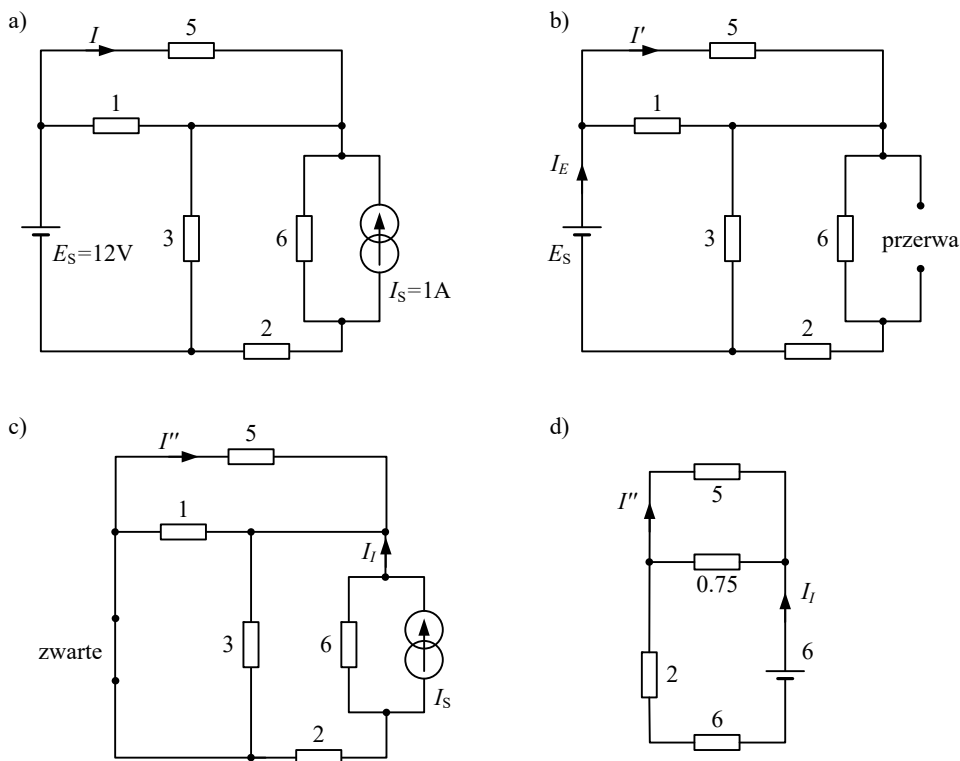 a)
I
5
1
3
6
E_S=12V
I_S=1A
2
b)
I'
5
1
I_E
3
6
przerwa
E_S
2
c)
I''
5
1
I_I
zwarte
3
6
I_S
2
d)
5
I''
0.75
I_I
2
6
6